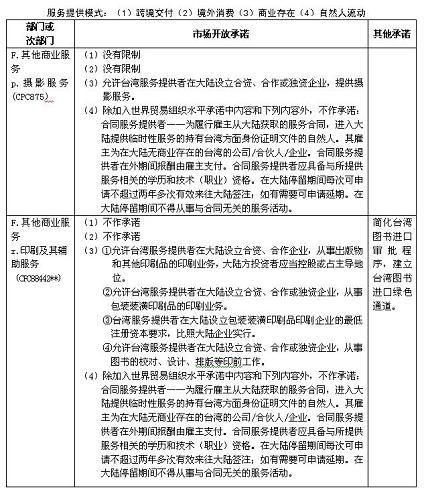 服务提供模式：（1）跨境交付（2）境外消费（3）商业存在（4）自然人流动
部门或
次部门
市场开放承诺
其他承诺
F.其他商业服
务
p.摄影服务
(CPC875)
（1）没有限制
（2）没有限制
（3）允许台湾服务提供者在大陆设立合资、合作或独资企业，提供摄
影服务。
（4）除加入世界贸易组织水平承诺中内容和下列内容外，不作承诺：
合同服务提供者——为履行雇主从大陆获取的服务合同，进入大
陆提供临时性服务的持有台湾方面身份证明文件的自然人。其雇
主为在大陆无商业存在的台湾的公司/合伙人/企业。合同服务提
供者在外期间报酬由雇主支付。合同服务提供者应具备与所提供
服务相关的学历和技术（职业）资格。在大陆停留期间每次可申
请不超过两年多次有效来往大陆签注；如有需要可申请延期。在
大陆停留期间不得从事与合同无关的服务活动。
F.其他商业服
务
r.印刷及其辅
助服务
(CPC88442**)
（1）不作承诺
（2）不作承诺
（3）①允许台湾服务提供者在大陆设立合资、合作企业，从事出版物
和其他印刷品的印刷业务，大陆方投资者应当控股或占主导地
位。
②允许台湾服务提供者在大陆设立合资、合作或独资企业，从事
包装装潢印刷品的印刷业务。
③台湾服务提供者在大陆设立包装装潢印刷品印刷企业的最低
注册资本要求，比照大陆企业实行。
④允许台湾服务提供者在大陆设立合资、合作或独资企业，从事
图书的校对、设计、排版等印前工作。
（4）除加入世界贸易组织水平承诺中内容和下列内容外，不作承诺：
合同服务提供者——为履行雇主从大陆获取的服务合同，进入大
陆提供临时性服务的持有台湾方面身份证明文件的自然人。其雇
主为在大陆无商业存在的台湾的公司/合伙人/企业。合同服务提
供者在外期间报酬由雇主支付。合同服务提供者应具备与所提供
服务相关的学历和技术（职业）资格。在大陆停留期间每次可申
请不超过两年多次有效来往大陆签注；如有需要可申请延期。在
大陆停留期间不得从事与合同无关的服务活动。
简化台湾
图书进口
审批程
序，建立
台湾图书
进口绿色
通道。